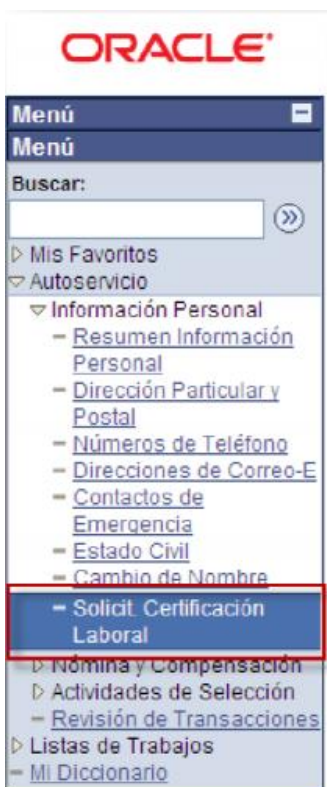 ORACLE
Menú
Menú
Buscar:
Mis Favoritos
Autoservicio
Información Personal
Resumen Información
Personal
Dirección Particular y
Postal
Números de Teléfono
Direcciones de Correo-E
Contactos de
Emergencia
Estado Civil
Cambio de Nombre
Solicit. Certificación
Laboral
Nómina y Compensación
Actividades de Selección
Revisión de Transacciones
Listas de Trabajos
Mi Diccionario